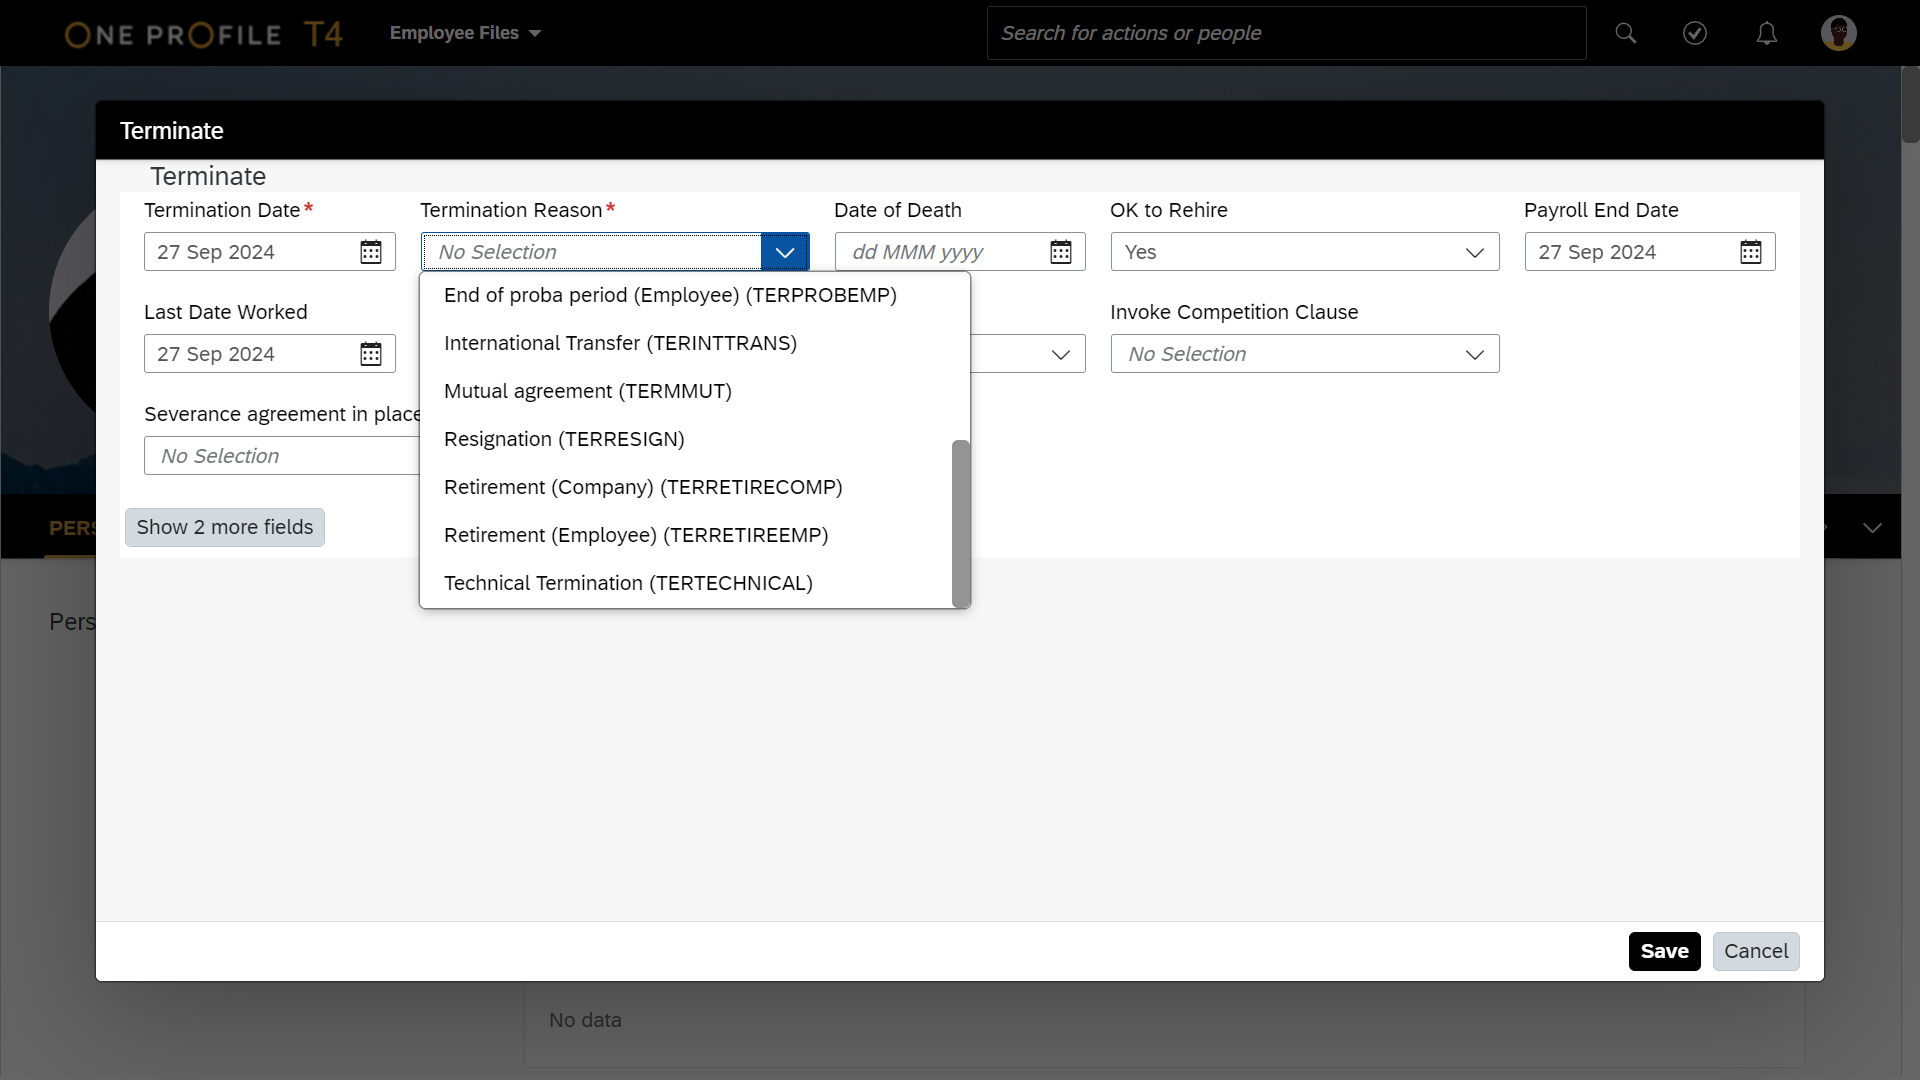 ONE PROFILE T4
Employee Files
Search for actions or people
Terminate
Terminate
Termination Date*
Termination Reason*
Date of Death
OK to Rehire
Payroll End Date
27 Sep 2024
No Selection
dd MMM yyyy
Yes
27 Sep 2024
End of proba period (Employee) (TERPROBEMP)
International Transfer (TERINTTRANS)
Mutual agreement (TERMMUT)
Resignation (TERRESIGN)
Retirement (Company) (TERRETIRECOMP)
Retirement (Employee) (TERRETIREEMP)
Technical Termination (TERTECHNICAL)
Last Date Worked
Invoke Competition Clause
27 Sep 2024
No Selection
Severance agreement in place
No Selection
Show 2 more fields
PERS
Pers
Save
Cancel
No data